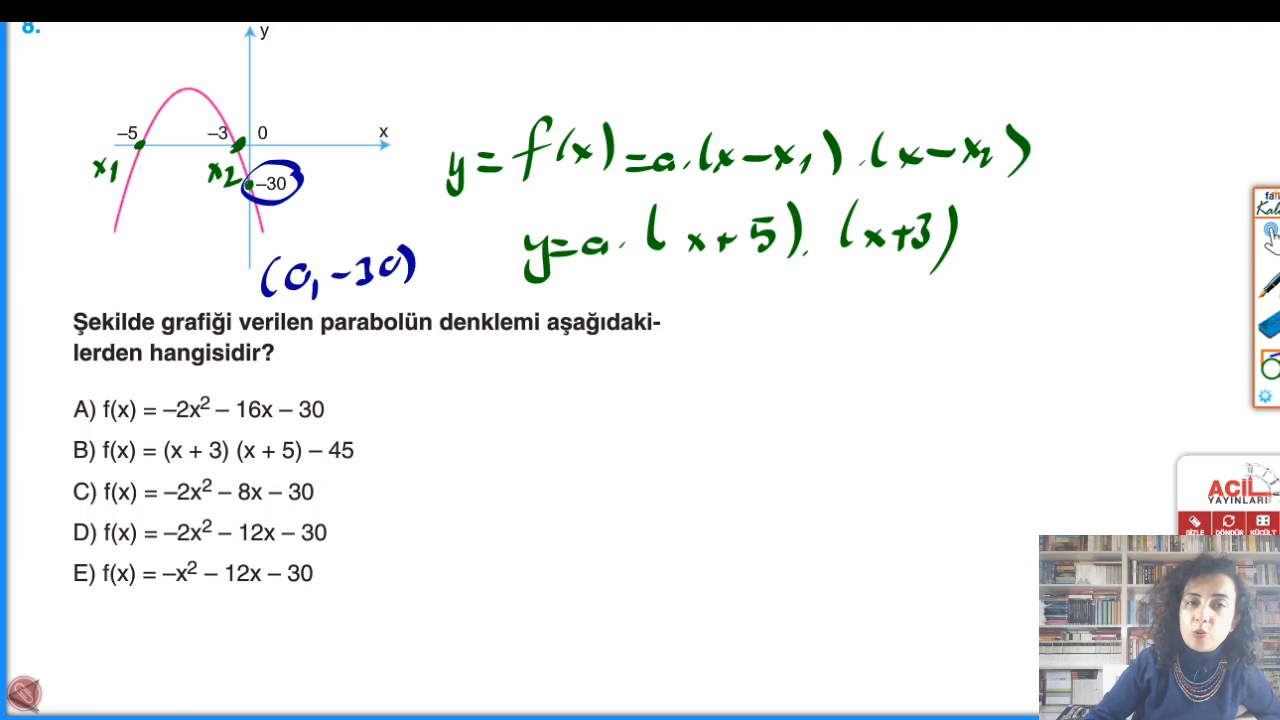 8.
y
–5
–3
0
x
x1
x2
–30
(0, -30)
y = f(x) = a.(x-x1).(x-x2)
y = a.(x+5).(x+3)
Şekilde grafiği verilen parabolün denklemi aşağıdaki-
lerden hangisidir?
A) f(x) = –2x² – 16x – 30
B) f(x) = (x + 3) (x + 5) – 45
C) f(x) = –2x² – 8x – 30
D) f(x) = –2x² – 12x – 30
E) f(x) = –x² – 12x – 30
ACİL
YAYINLARI
GİZLE
DÖNDÜR
KÜÇÜLT